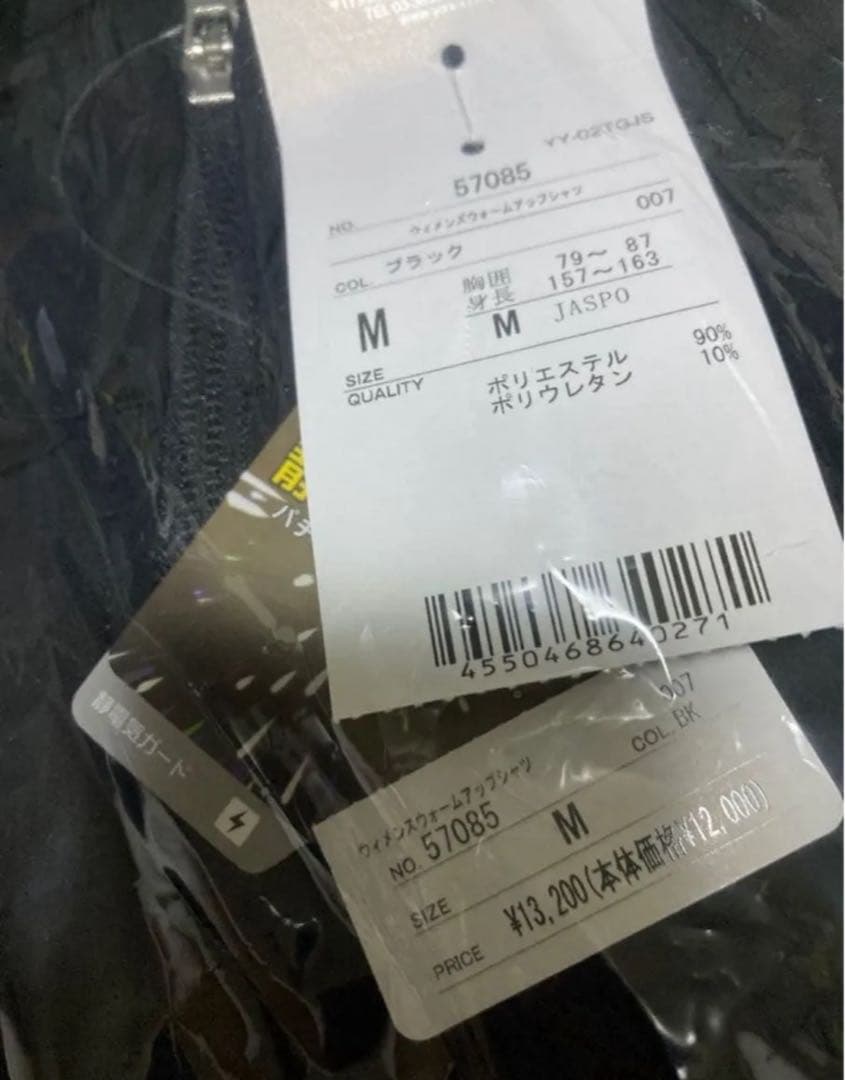 YY-02TGJS
NO. 57085
ウィメンズウォームアップシャツ
007
COL. ブラック
胸囲 79～ 87
身長 157～163
M M JASPO
SIZE
QUALITY
ポリエステル 90%
ポリウレタン 10%
4550468640271
静電気ガード
007
ウィメンズウォームアップシャツ
COL. BK
NO. 57085
SIZE M
PRICE ¥13,200(本体価格¥12,000)